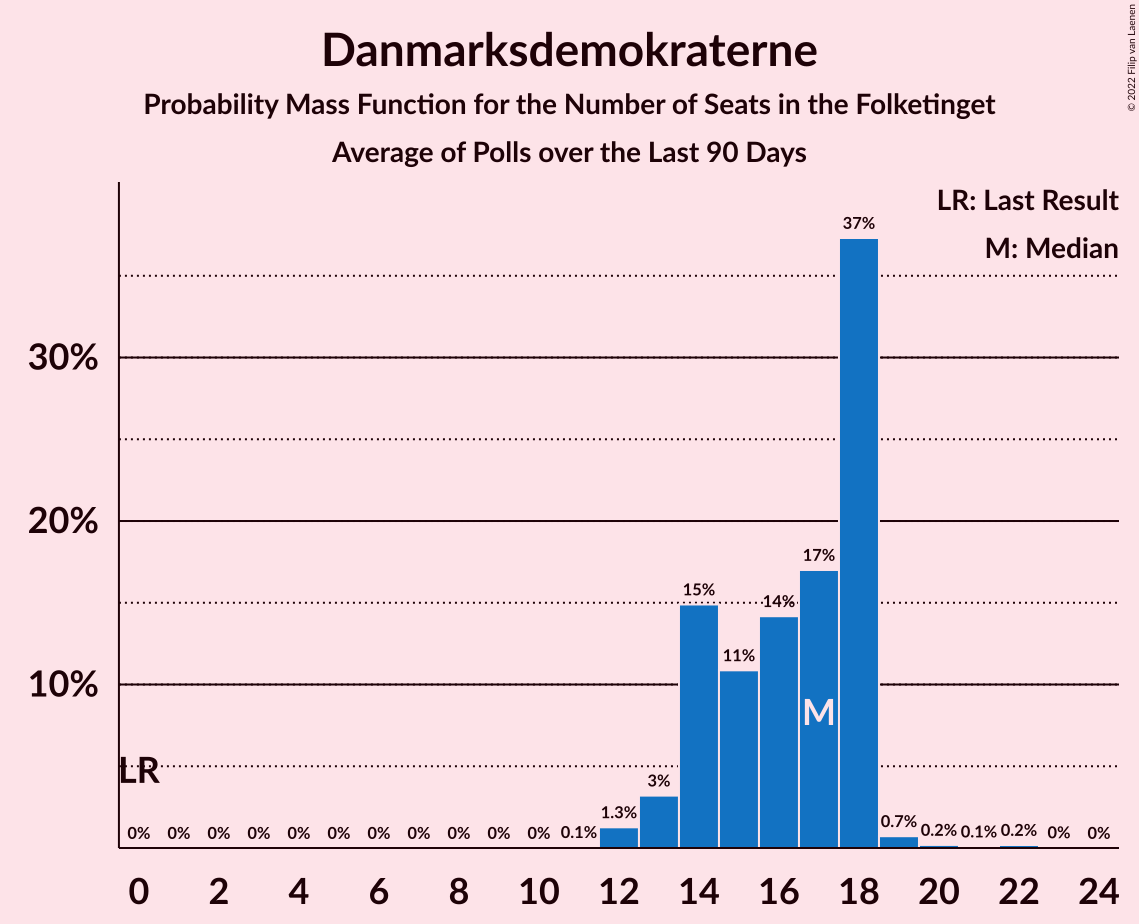 Danmarksdemokraterne
Probability Mass Function for the Number of Seats in the Folketinget
Average of Polls over the Last 90 Days
© 2022 Filip van Laenen
LR: Last Result
M: Median
37%
30%
20%
17%
15%
14%
11%
10%
M
LR
3%
1.3%
0% 0% 0% 0% 0% 0% 0% 0% 0% 0% 0% 0.1% 0.7% 0.2% 0.1% 0.2% 0% 0%
0 2 4 6 8 10 12 14 16 18 20 22 24